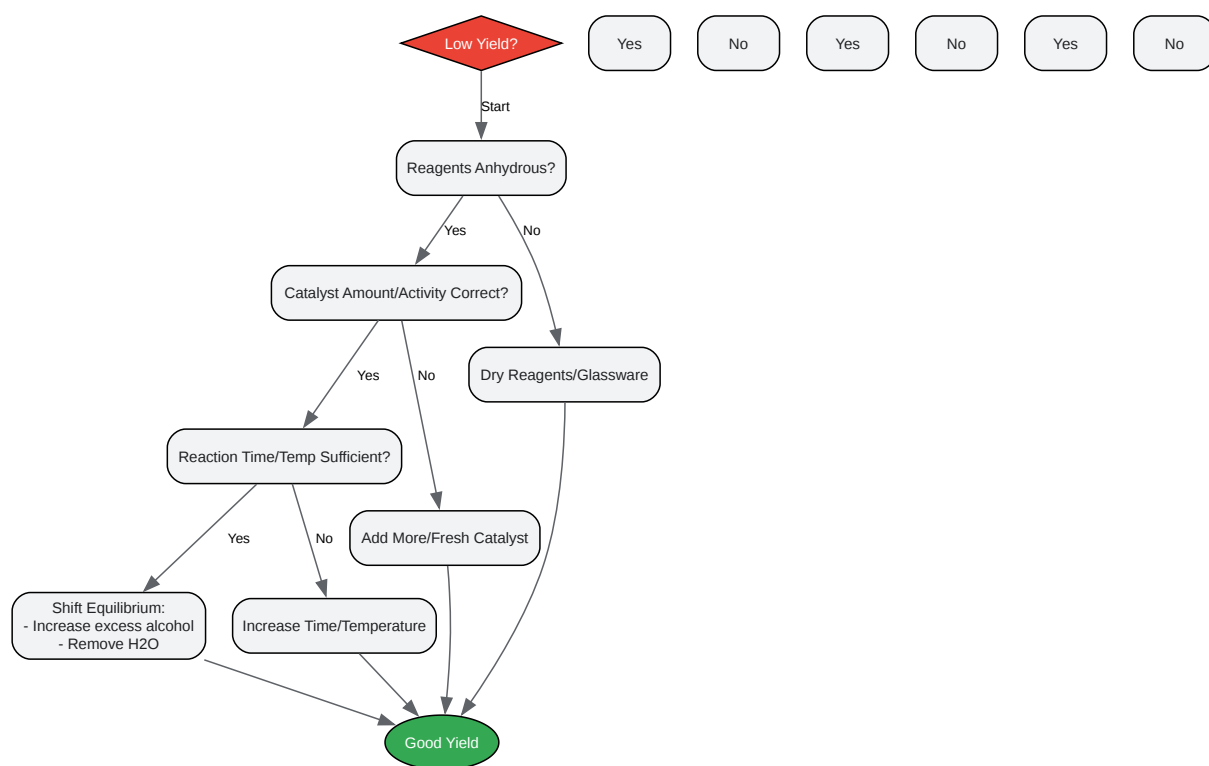 Low Yield?
Yes
No
Yes
No
Yes
No
Start
Reagents Anhydrous?
Yes
No
Catalyst Amount/Activity Correct?
Yes
No
Dry Reagents/Glassware
Reaction Time/Temp Sufficient?
Yes
No
Add More/Fresh Catalyst
Shift Equilibrium:
- Increase excess alcohol
- Remove H2O
Increase Time/Temperature
Good Yield